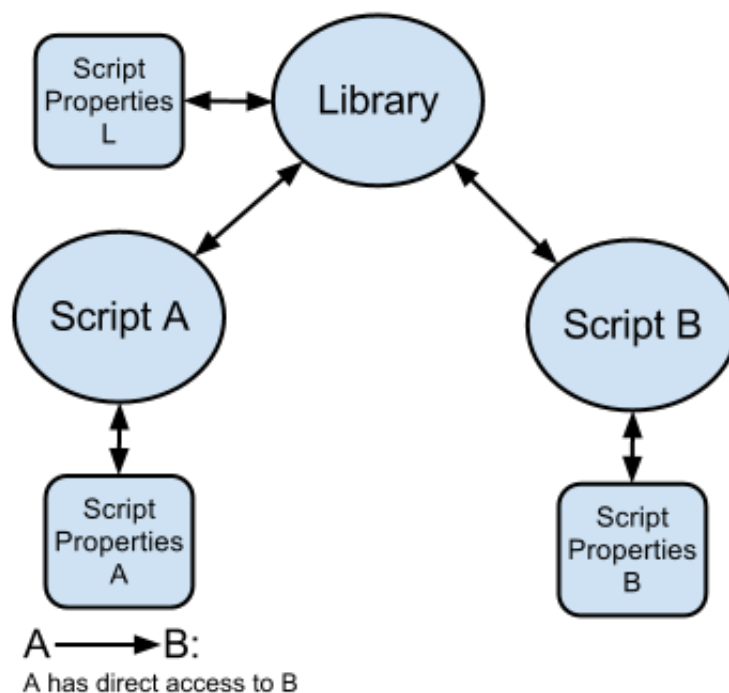 Script
Properties
L
Library
Script A
Script B
Script
Properties
A
Script
Properties
B
A B:
A has direct access to B